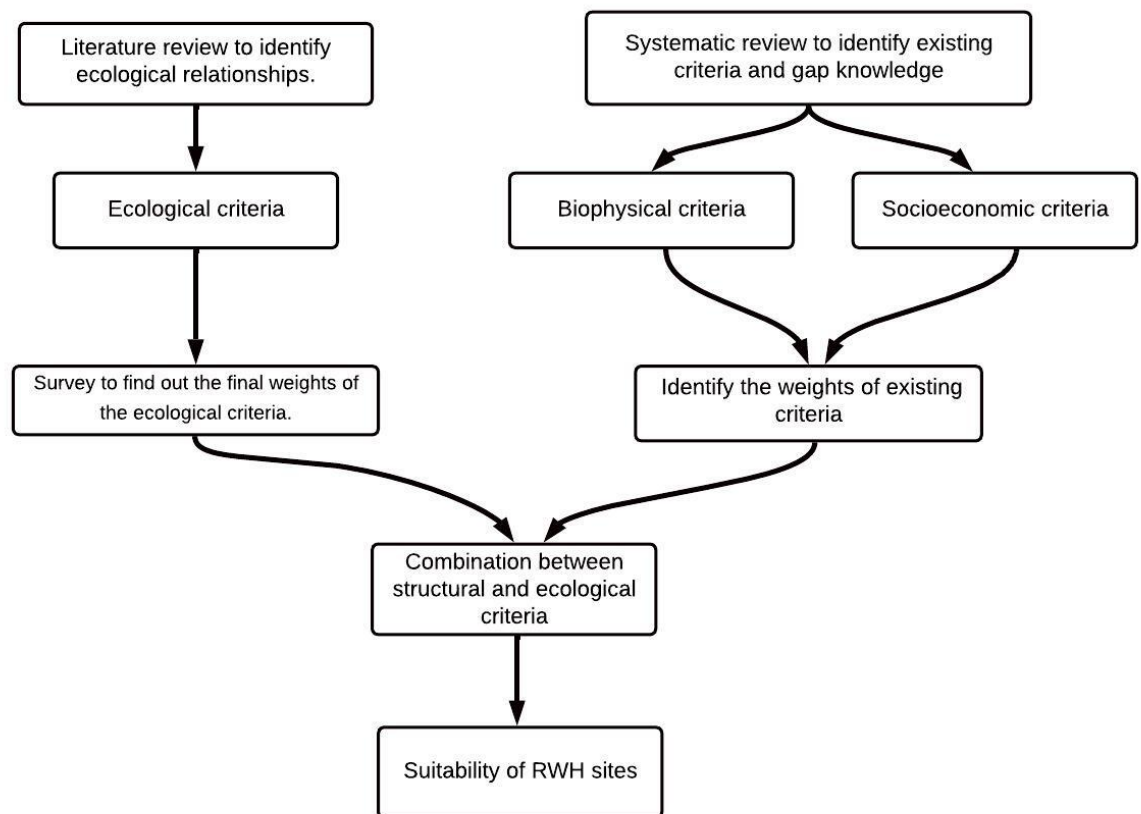 Literature review to identify
ecological relationships.
Systematic review to identify existing
criteria and gap knowledge
Ecological criteria
Biophysical criteria
Socioeconomic criteria
Survey to find out the final weights of
the ecological criteria.
Identify the weights of existing
criteria
Combination between
structural and ecological
criteria
Suitability of RWH sites